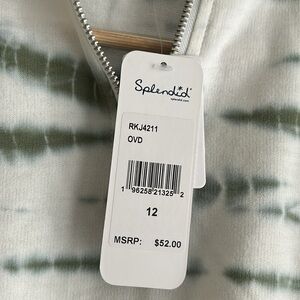 Splendid
splendid.com
RKJ4211
OVD
1 96258 21325 2
12
MSRP: $52.00